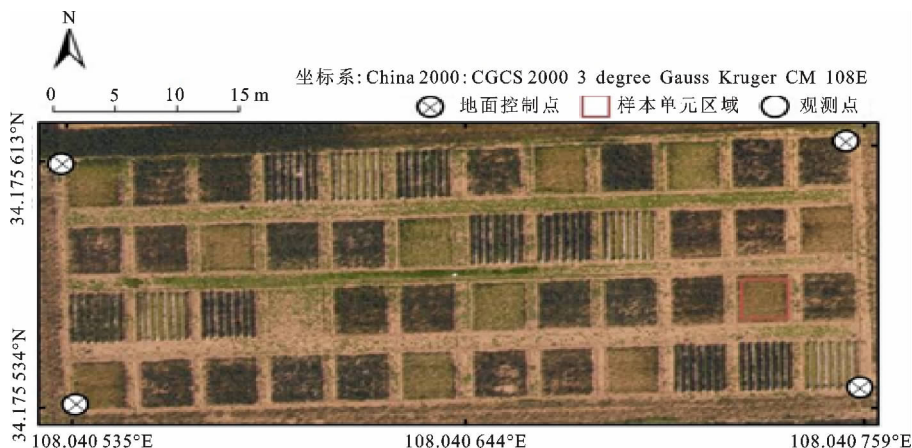 N
坐标系:China 2000:CGCS 2000 3 degree Gauss Kruger CM 108E
0 5 10 15 m
地面控制点 样本单元区域 观测点
34.175 613°N
34.175 534°N
108.040 535°E 108.040 644°E 108.040 759°E